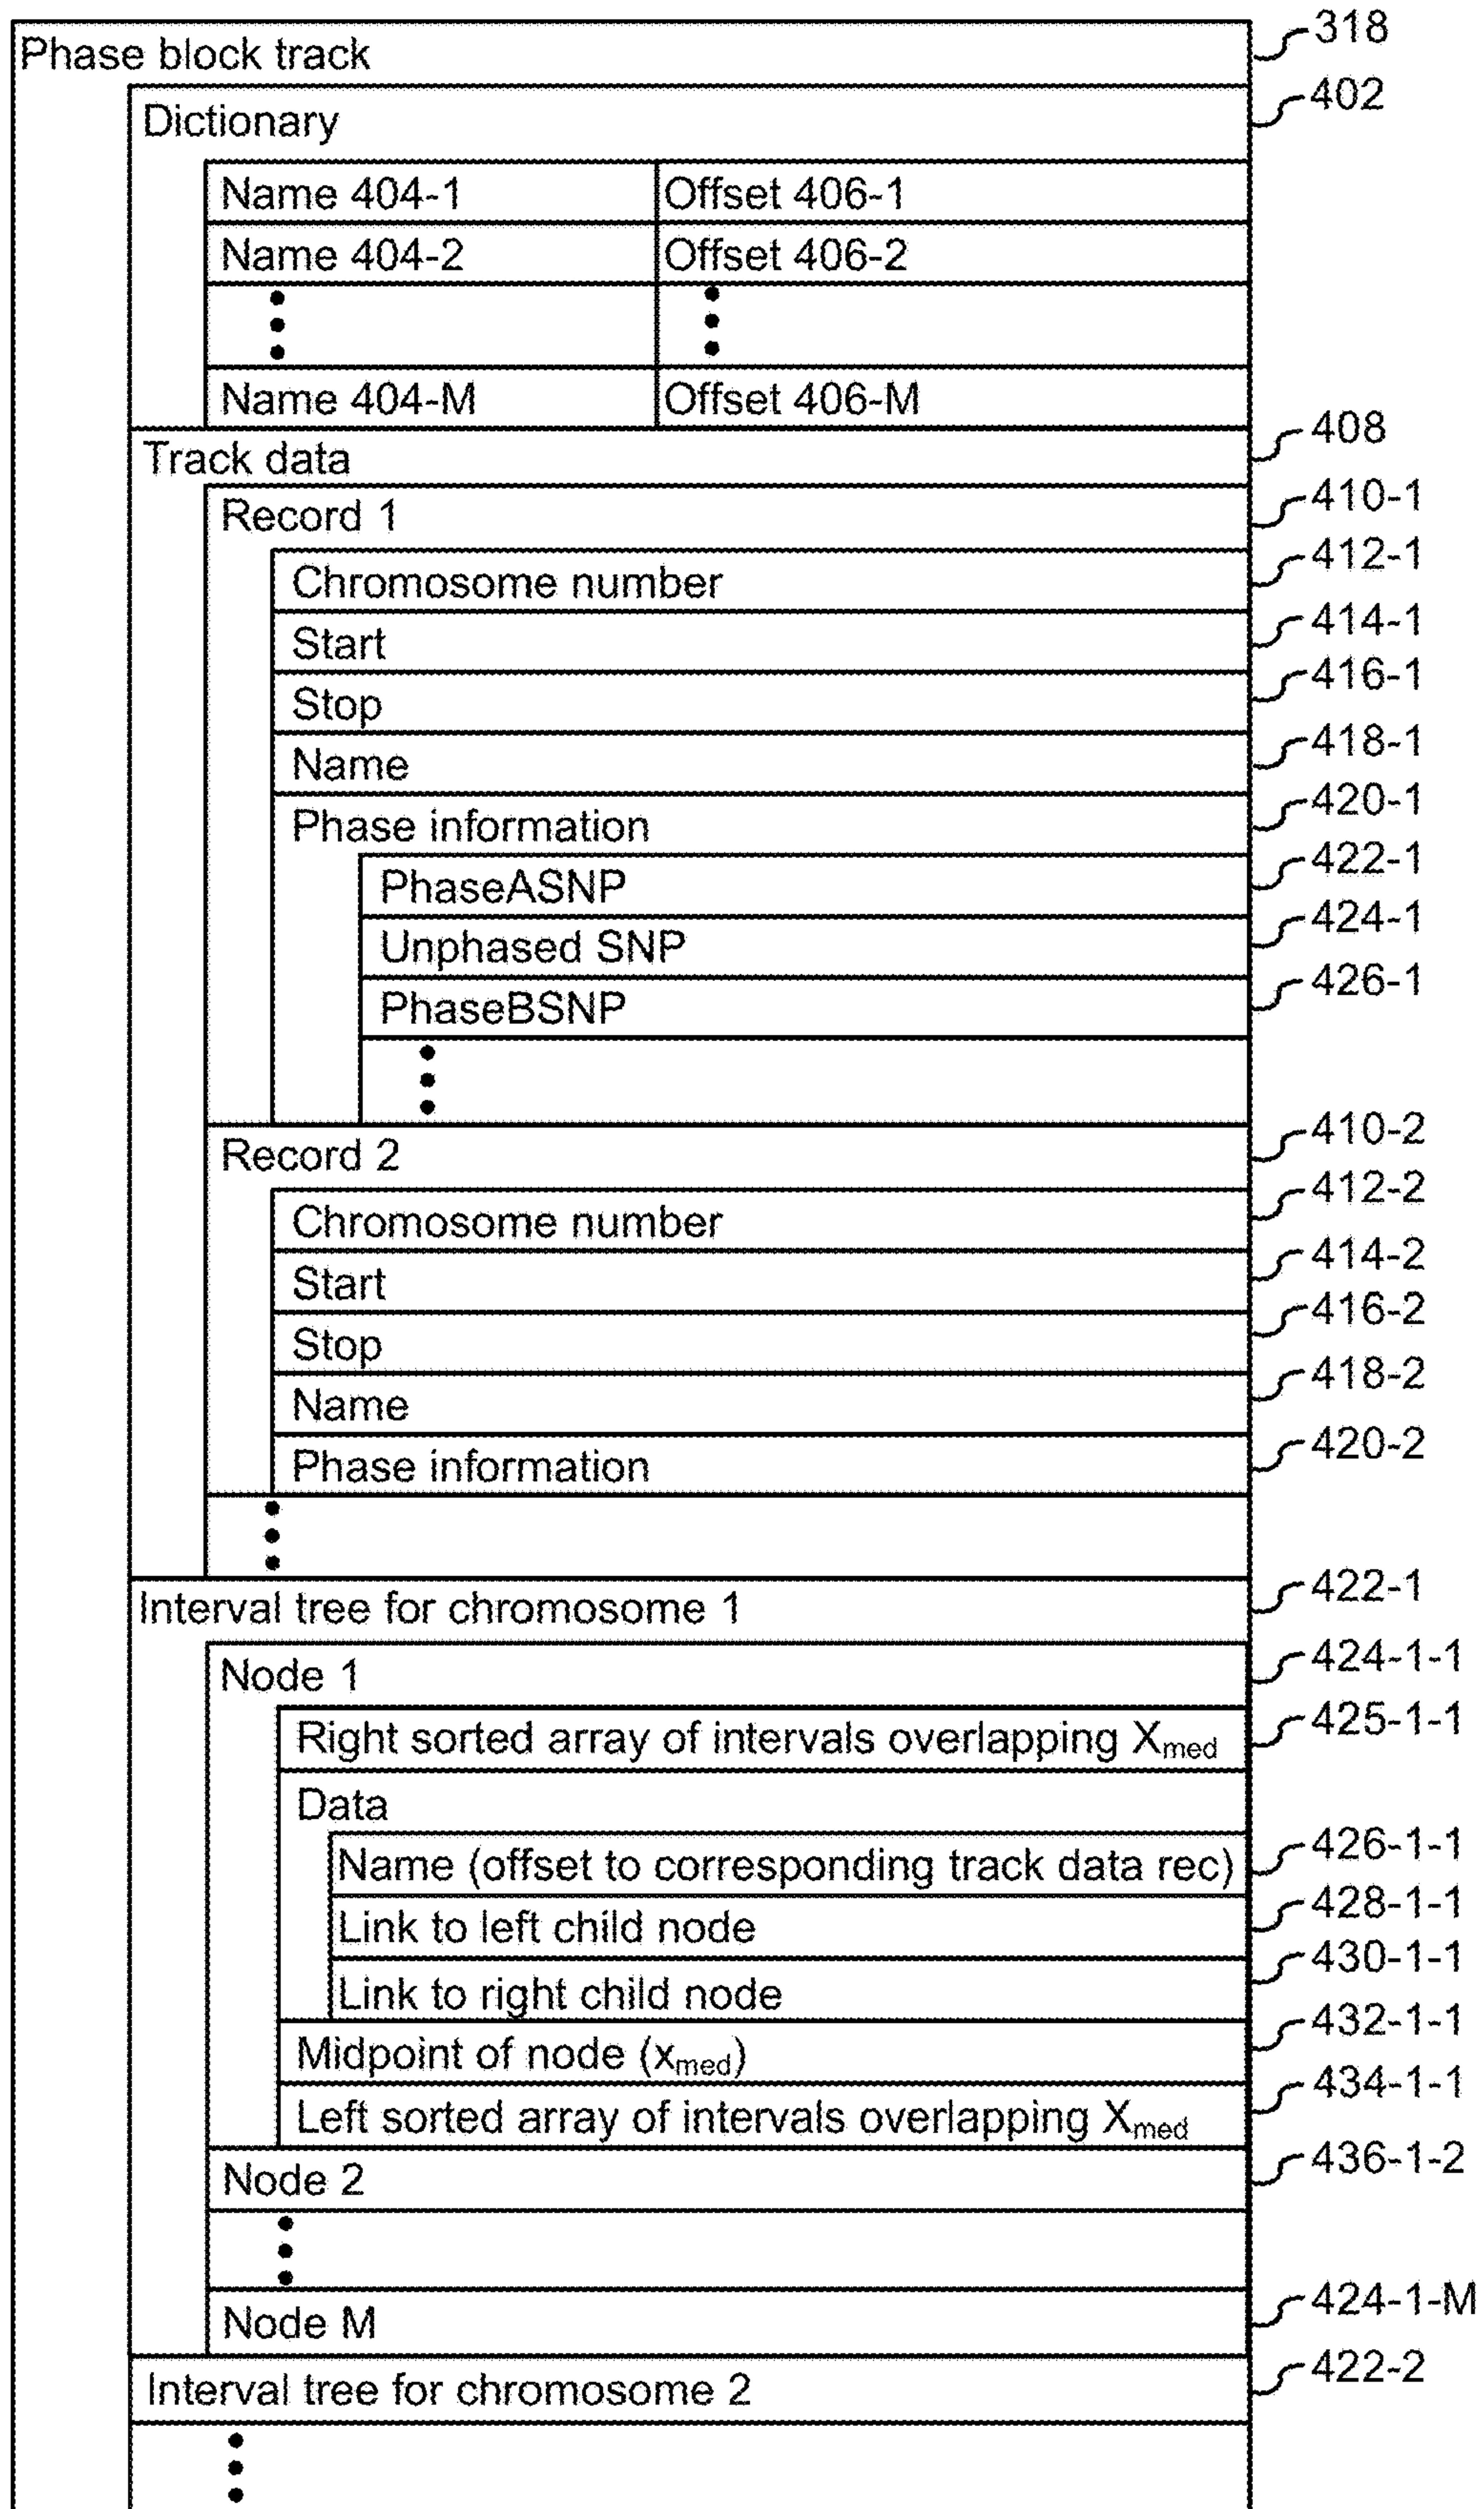 Phase block track 318
Dictionary 402
Name 404-1 Offset 406-1
Name 404-2 Offset 406-2
Name 404-M Offset 406-M
Track data 408
Record 1 410-1
Chromosome number 412-1
Start 414-1
Stop 416-1
Name 418-1
Phase information 420-1
PhaseASNP 422-1
Unphased SNP 424-1
PhaseBSNP 426-1
Record 2 410-2
Chromosome number 412-2
Start 414-2
Stop 416-2
Name 418-2
Phase information 420-2
Interval tree for chromosome 1 422-1
Node 1 424-1-1
Right sorted array of intervals overlapping Xmed 425-1-1
Data
Name (offset to corresponding track data rec) 426-1-1
Link to left child node 428-1-1
Link to right child node 430-1-1
Midpoint of node (xmed) 432-1-1
Left sorted array of intervals overlapping Xmed 434-1-1
Node 2 436-1-2
Node M 424-1-M
Interval tree for chromosome 2 422-2